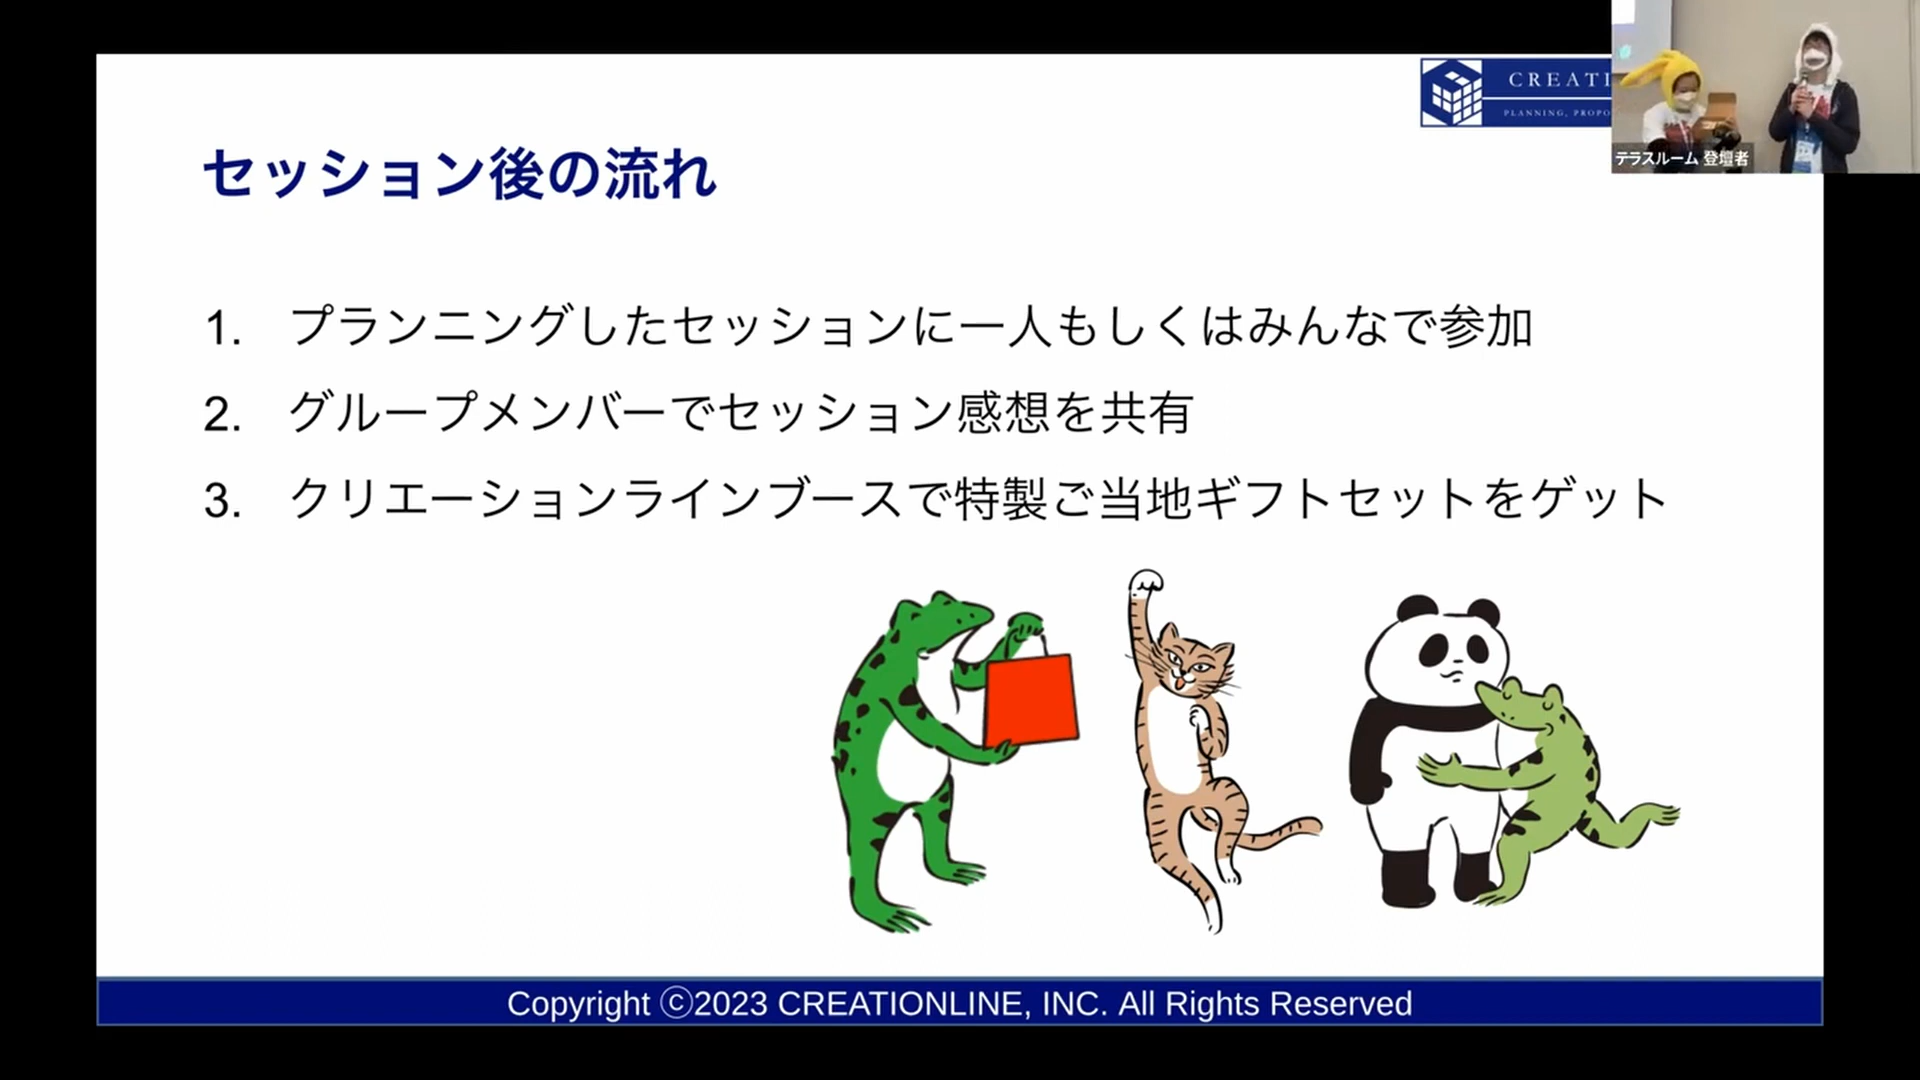 CREATI
PLANNING, PROPO
テラスルーム 登壇者
セッション後の流れ
1. プランニングしたセッションに一人もしくはみんなで参加
2. グループメンバーでセッション感想を共有
3. クリエーションラインブースで特製ご当地ギフトセットをゲット
Copyright ©2023 CREATIONLINE, INC. All Rights Reserved